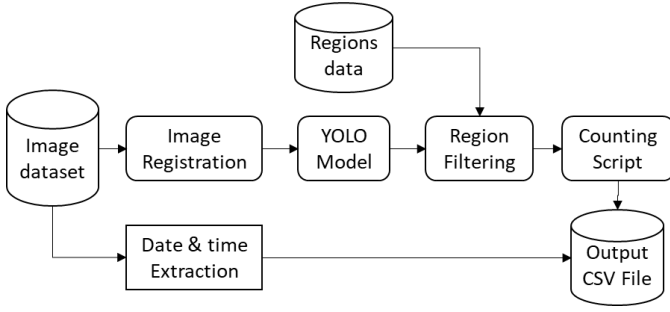 Regions
data
Image
dataset
Image
Registration
YOLO
Model
Region
Filtering
Counting
Script
Date & time
Extraction
Output
CSV File